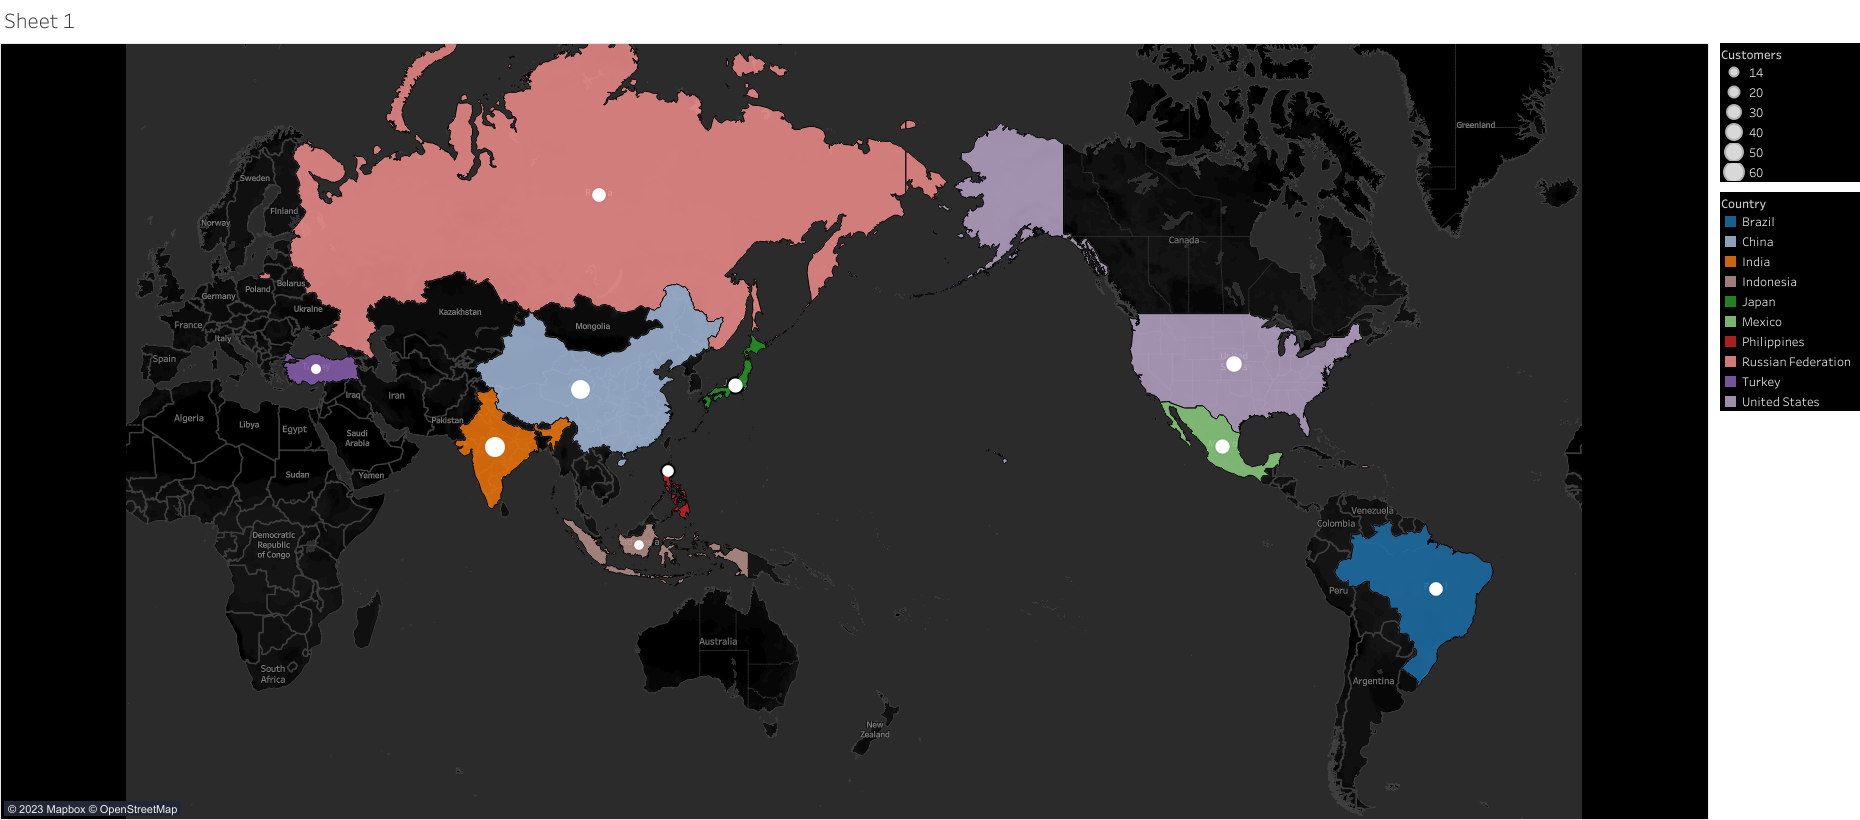 Sheet 1
Greenland
Sweden
Finland
Norway
Canada
Belarus
Poland
Germany
Ukraine
Kazakhstan
France
Mongolia
Italy
Spain
Iraq
Iran
Algeria
Libya
Egypt
Pakistan
Saudi
Arabia
Sudan
Yemen
Venezuela
Colombia
Democratic
Republic
of Congo
Peru
Australia
South
Africa
Argentina
New
Zealand
© 2023 Mapbox © OpenStreetMap
Customers
14
20
30
40
50
60
Country
Brazil
China
India
Indonesia
Japan
Mexico
Philippines
Russian Federation
Turkey
United States